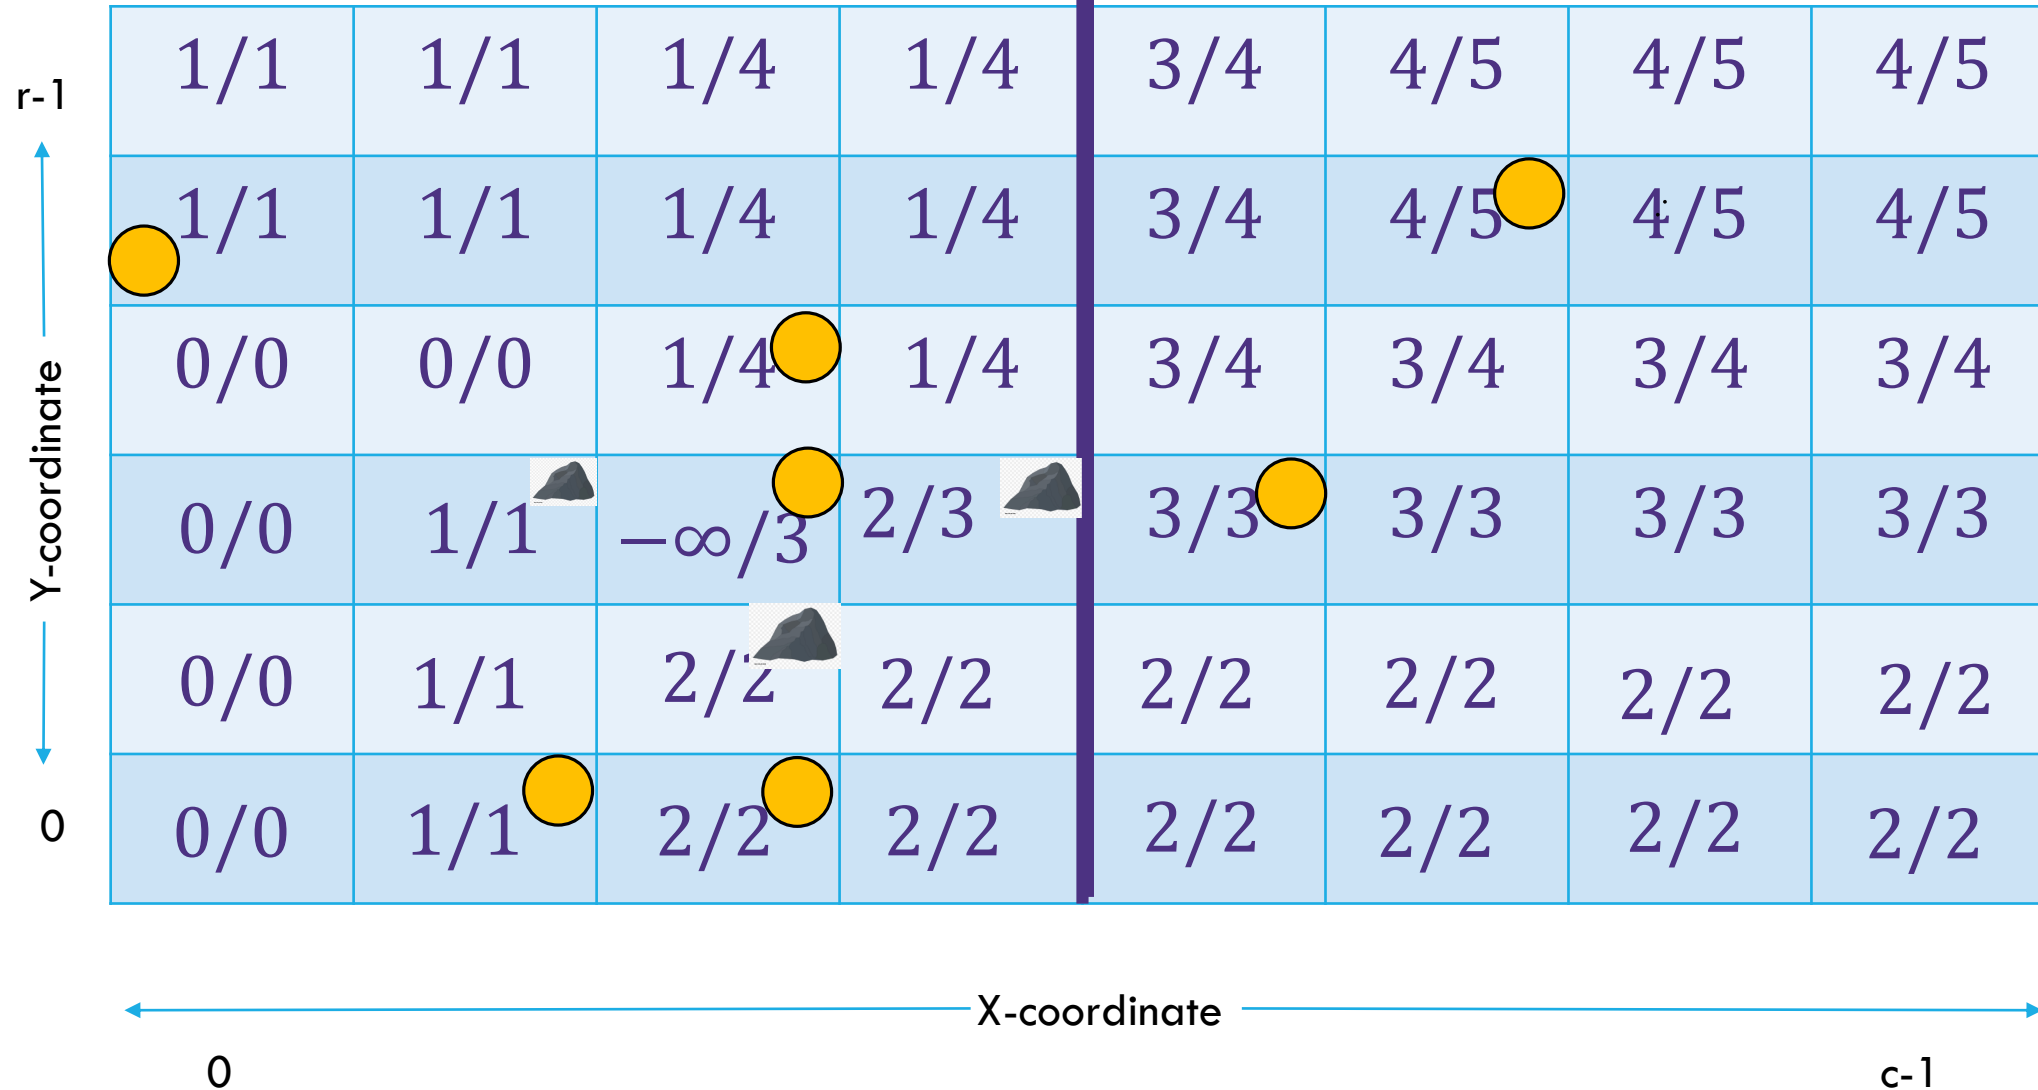 1/1 1/1 1/4 1/4 3/4 4/5 4/5 4/5
r-1
1/1 1/1 1/4 1/4 3/4 4/5 4/5 4/5
0/0 0/0 1/4 1/4 3/4 3/4 3/4 3/4
Y-coordinate
0/0 1/1 −∞/3 2/3 3/3 3/3 3/3 3/3
0/0 1/1 2/2 2/2 2/2 2/2 2/2 2/2
0
0/0 1/1 2/2 2/2 2/2 2/2 2/2 2/2
X-coordinate
0 c-1